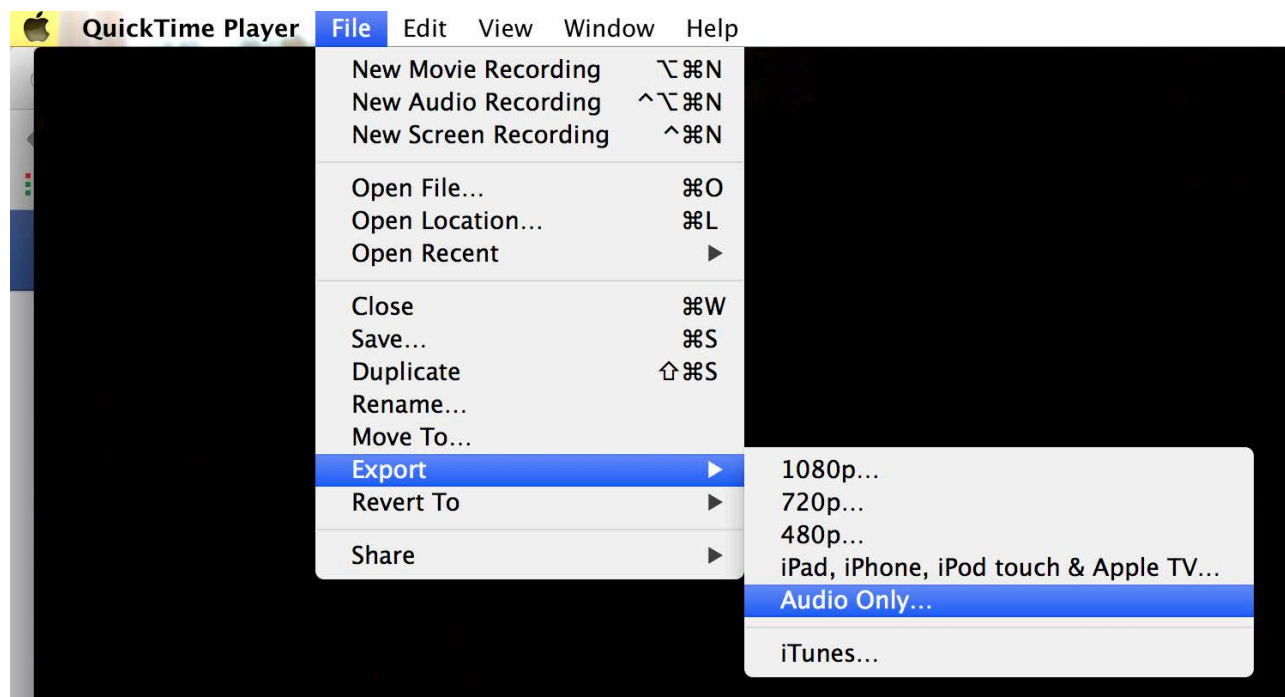 QuickTime Player File Edit View Window Help
New Movie Recording ⌥⌘N
New Audio Recording ^⌥⌘N
New Screen Recording ^⌘N
Open File... ⌘O
Open Location... ⌘L
Open Recent ▶
Close ⌘W
Save... ⌘S
Duplicate ⇧⌘S
Rename...
Move To...
Export ▶
Revert To ▶
Share ▶
1080p...
720p...
480p...
iPad, iPhone, iPod touch & Apple TV...
Audio Only...
iTunes...